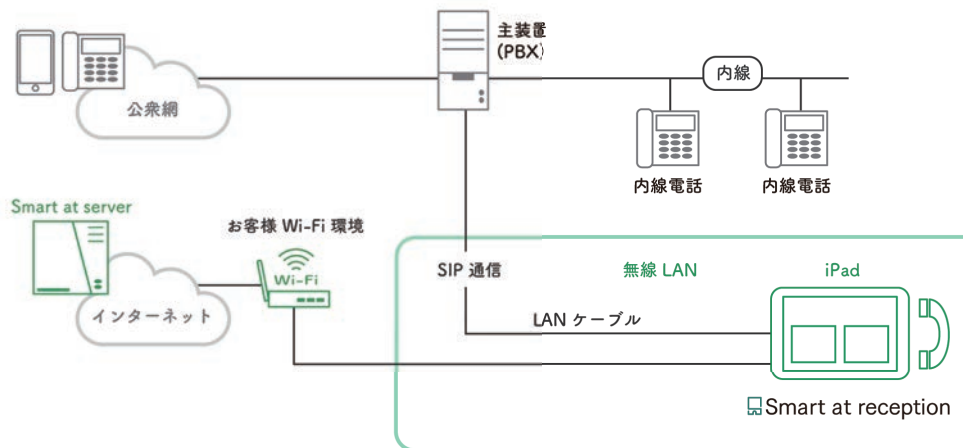 主装置
(PBX)
公衆網
内線
内線電話
内線電話
Smart at server
お客様 Wi-Fi 環境
Wi-Fi
インターネット
SIP 通信
無線 LAN
iPad
LAN ケーブル
Smart at reception